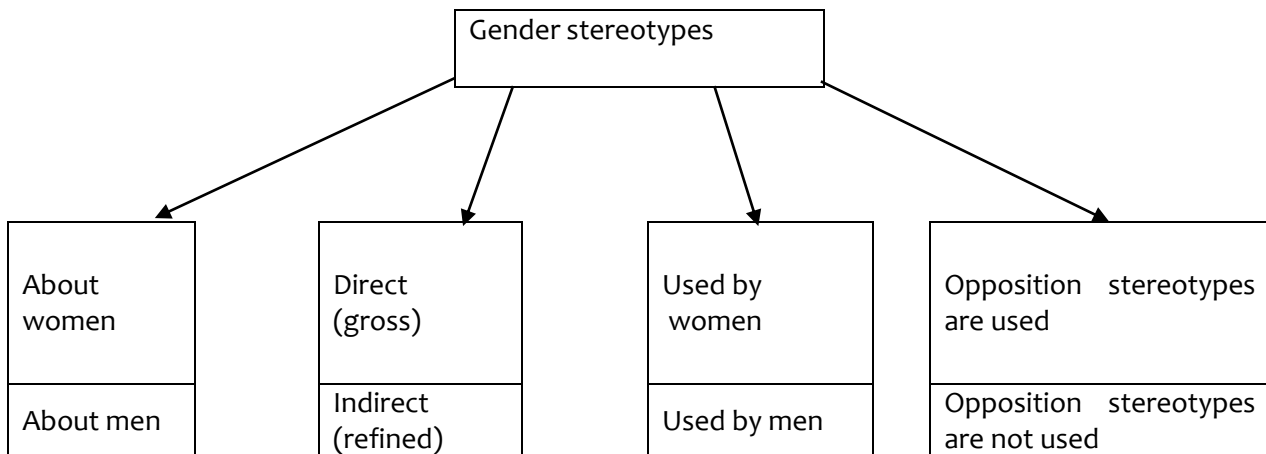 Gender stereotypes
About
women
About men
Direct
(gross)
Indirect
(refined)
Used by
women
Used by men
Opposition stereotypes
are used
Opposition stereotypes
are not used